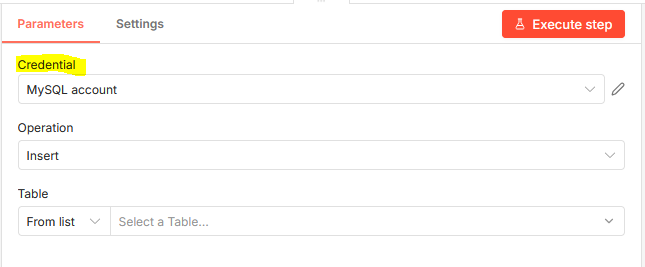 Parameters Settings Execute step
Credential
MySQL account
Operation
Insert
Table
From list Select a Table...